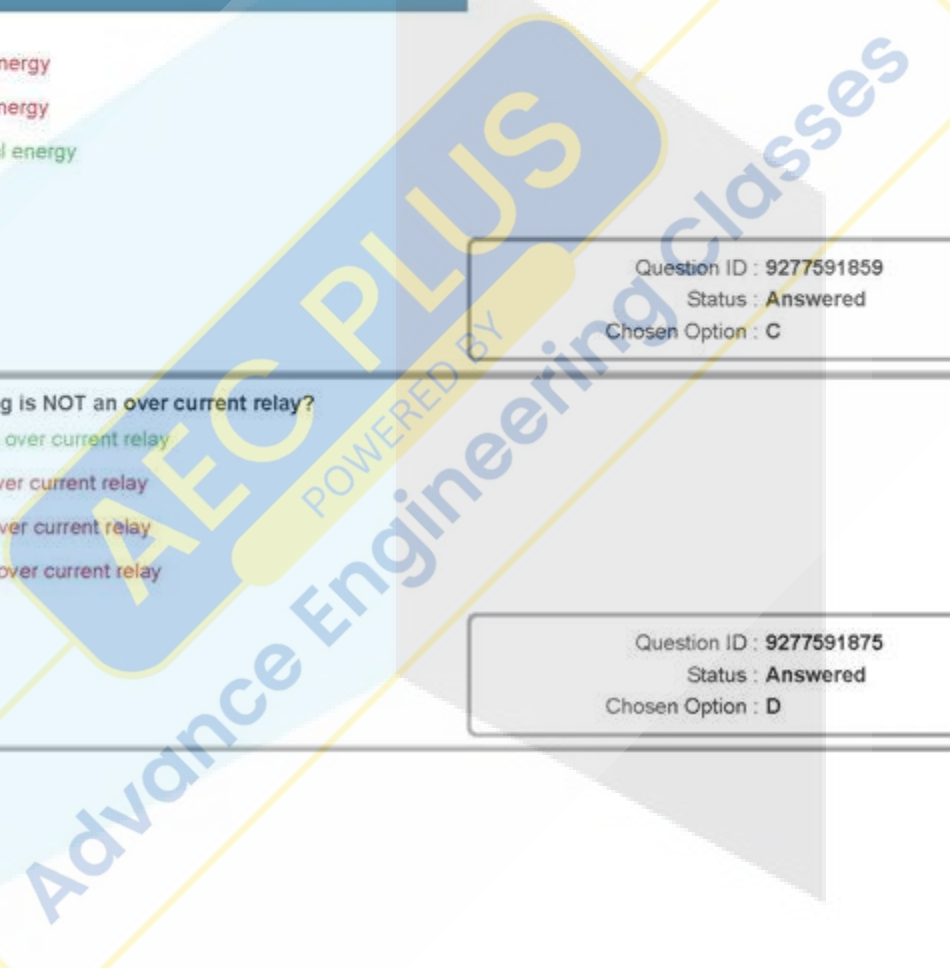 nergy
nergy
l energy
Question ID : 9277591859
Status : Answered
Chosen Option : C
g is NOT an over current relay?
over current relay
ver current relay
ver current relay
over current relay
Question ID : 9277591875
Status : Answered
Chosen Option : D
AEC PLUS
POWERED BY
Advance Engineering Classes